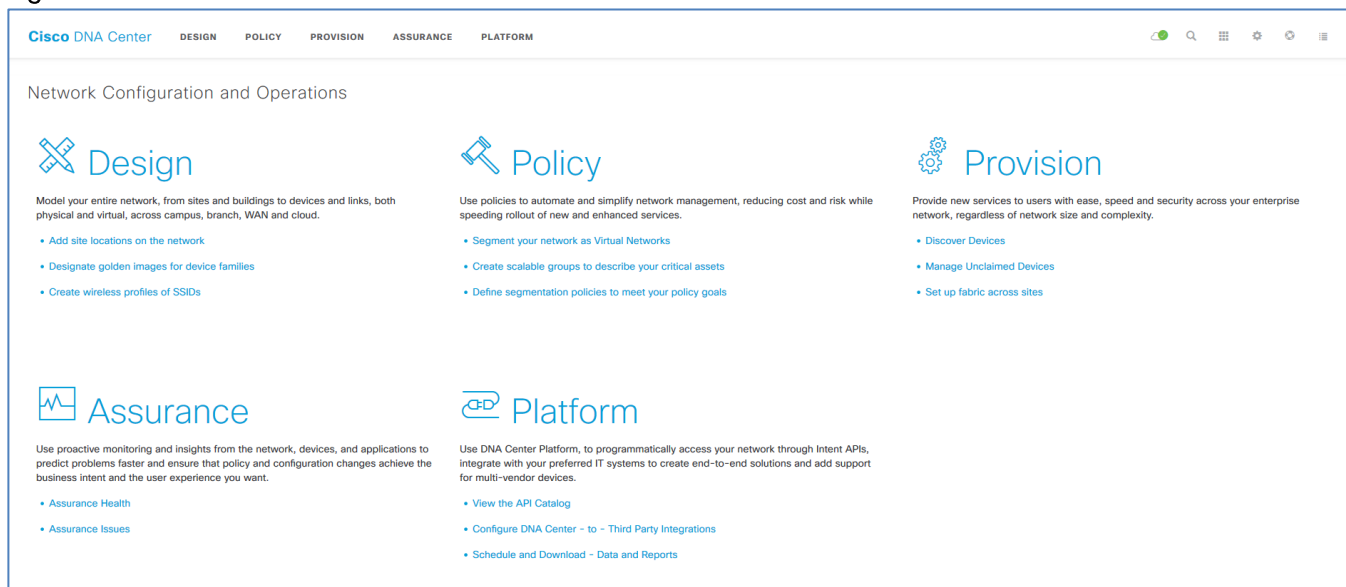 Cisco DNA Center DESIGN POLICY PROVISION ASSURANCE PLATFORM
Network Configuration and Operations
Design
Model your entire network, from sites and buildings to devices and links, both
physical and virtual, across campus, branch, WAN and cloud.
• Add site locations on the network
• Designate golden images for device families
• Create wireless profiles of SSIDs
Policy
Use policies to automate and simplify network management, reducing cost and risk while
speeding rollout of new and enhanced services.
• Segment your network as Virtual Networks
• Create scalable groups to describe your critical assets
• Define segmentation policies to meet your policy goals
Provision
Provide new services to users with ease, speed and security across your enterprise
network, regardless of network size and complexity.
• Discover Devices
• Manage Unclaimed Devices
• Set up fabric across sites
Assurance
Use proactive monitoring and insights from the network, devices, and applications to
predict problems faster and ensure that policy and configuration changes achieve the
business intent and the user experience you want.
• Assurance Health
• Assurance Issues
Platform
Use DNA Center Platform, to programmatically access your network through Intent APIs,
integrate with your preferred IT systems to create end-to-end solutions and add support
for multi-vendor devices.
• View the API Catalog
• Configure DNA Center - to - Third Party Integrations
• Schedule and Download - Data and Reports